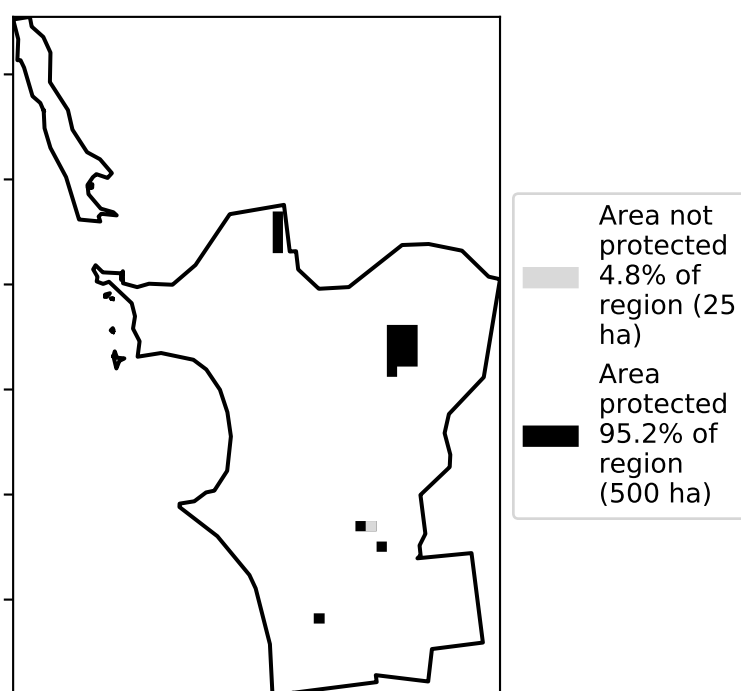 Area not
protected
4.8% of
region (25
ha)
Area
protected
95.2% of
region
(500 ha)